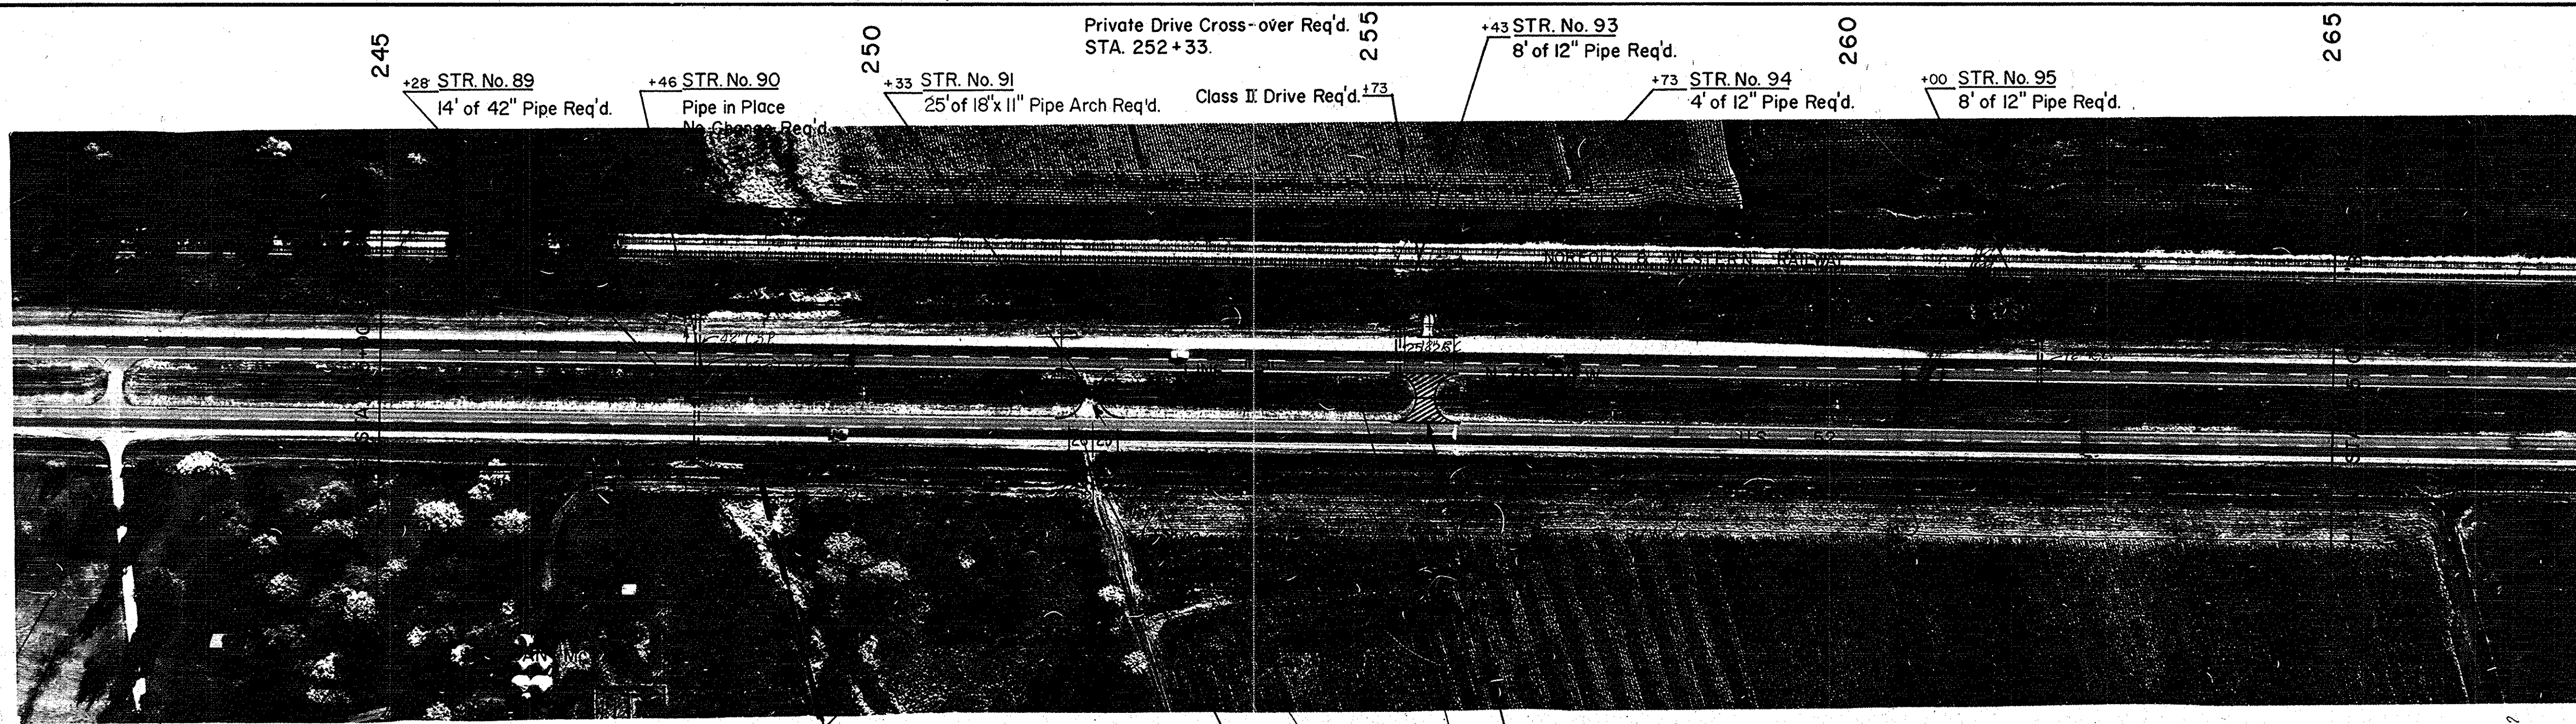 245
250
255
260
265
Private Drive Cross-over Req'd.
STA. 252+33.
+28 STR. No. 89
14' of 42" Pipe Req'd.
+46 STR. No. 90
Pipe in Place
No Change Req'd
+33 STR. No. 91
25' of 18"x 11" Pipe Arch Req'd.
Class II Drive Req'd. +73
+43 STR. No. 93
8' of 12" Pipe Req'd.
+73 STR. No. 94
4' of 12" Pipe Req'd.
+00 STR. No. 95
8' of 12" Pipe Req'd.
NORFOLK & WESTERN RAILWAY
U.S. 52
20 20